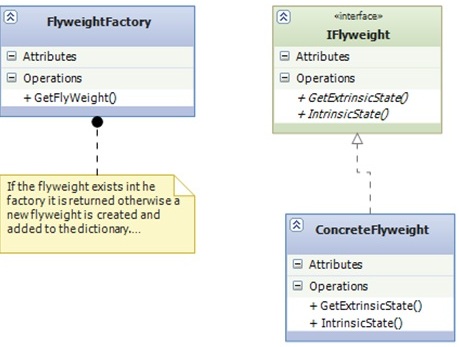 FlyweightFactory
Attributes
Operations
+ GetFlyWeight()
If the flyweight exists int he
factory it is returned otherwise a
new flyweight is created and
added to the dictionary....
«interface»
IFlyweight
Attributes
Operations
+ GetExtrinsicState()
+ IntrinsicState()
ConcreteFlyweight
Attributes
Operations
+ GetExtrinsicState()
+ IntrinsicState()